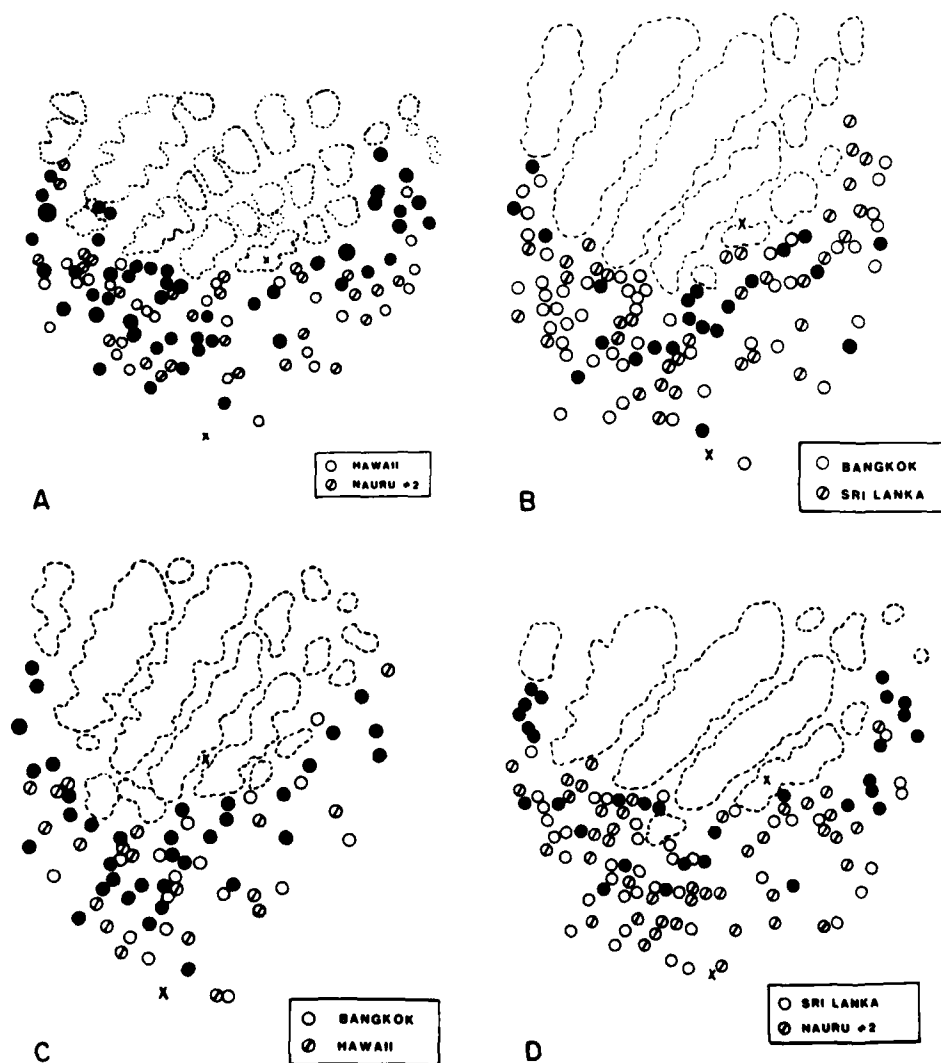 X
X
HAWAII
NAURU #2
A
X
X
BANGKOK
SRI LANKA
B
X
X
BANGKOK
HAWAII
C
X
X
SRI LANKA
NAURU #2
D